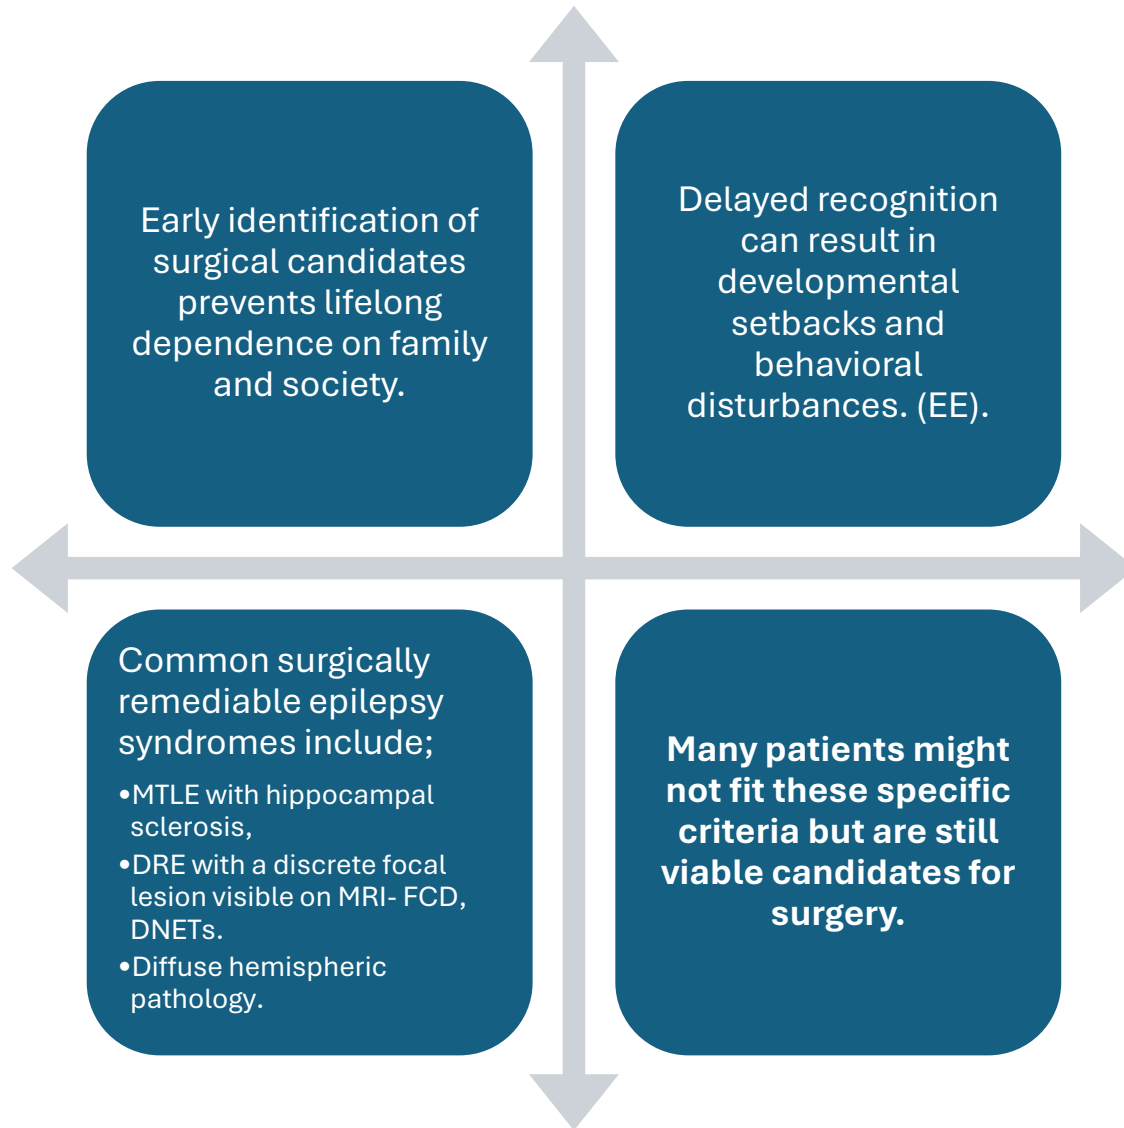 Early identification of
surgical candidates
prevents lifelong
dependence on family
and society.
Delayed recognition
can result in
developmental
setbacks and
behavioral
disturbances. (EE).
Common surgically
remediable epilepsy
syndromes include;
•MTLE with hippocampal
sclerosis,
•DRE with a discrete focal
lesion visible on MRI- FCD,
DNETs.
•Diffuse hemispheric
pathology.
Many patients might
not fit these specific
criteria but are still
viable candidates for
surgery.